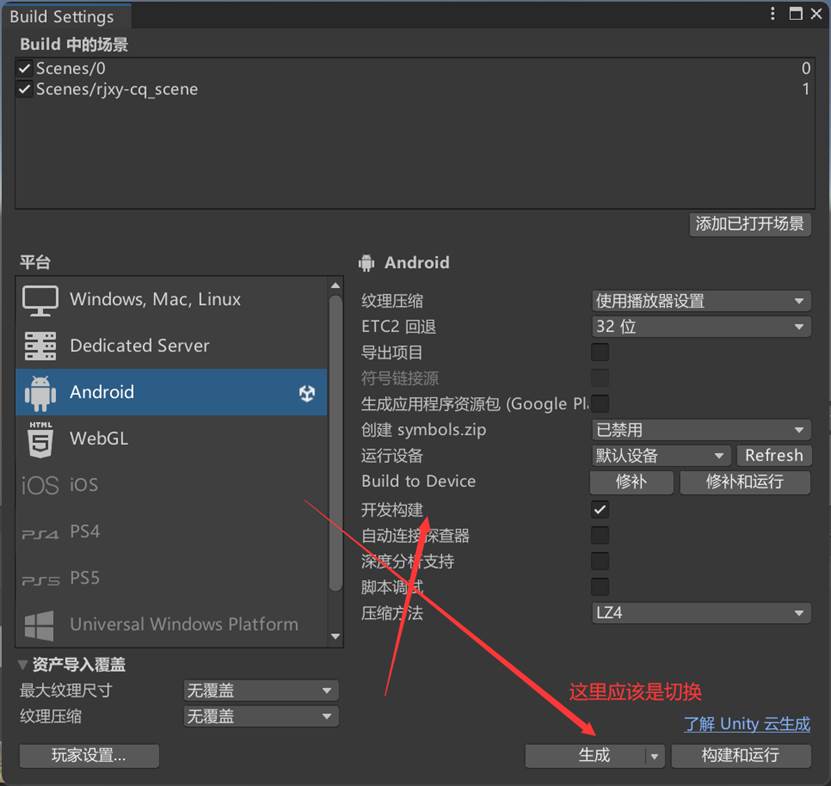 Build Settings
Build 中的场景
Scenes/0 0
Scenes/rjxy-cq_scene 1
添加已打开场景
平台
Windows, Mac, Linux
Dedicated Server
Android
HTML 5 WebGL
iOS iOS
PS4 PS4
PS5 PS5
Universal Windows Platform
资产导入覆盖
最大纹理尺寸 无覆盖
纹理压缩 无覆盖
玩家设置...
Android
纹理压缩 使用播放器设置
ETC2 回退 32 位
导出项目
符号链接源
生成应用程序资源包 (Google Pl
创建 symbols.zip 已禁用
运行设备 默认设备 Refresh
Build to Device 修补 修补和运行
开发构建
自动连接探查器
深度分析支持
脚本调试
压缩方法 LZ4
这里应该是切换
了解 Unity 云生成
生成 构建和运行